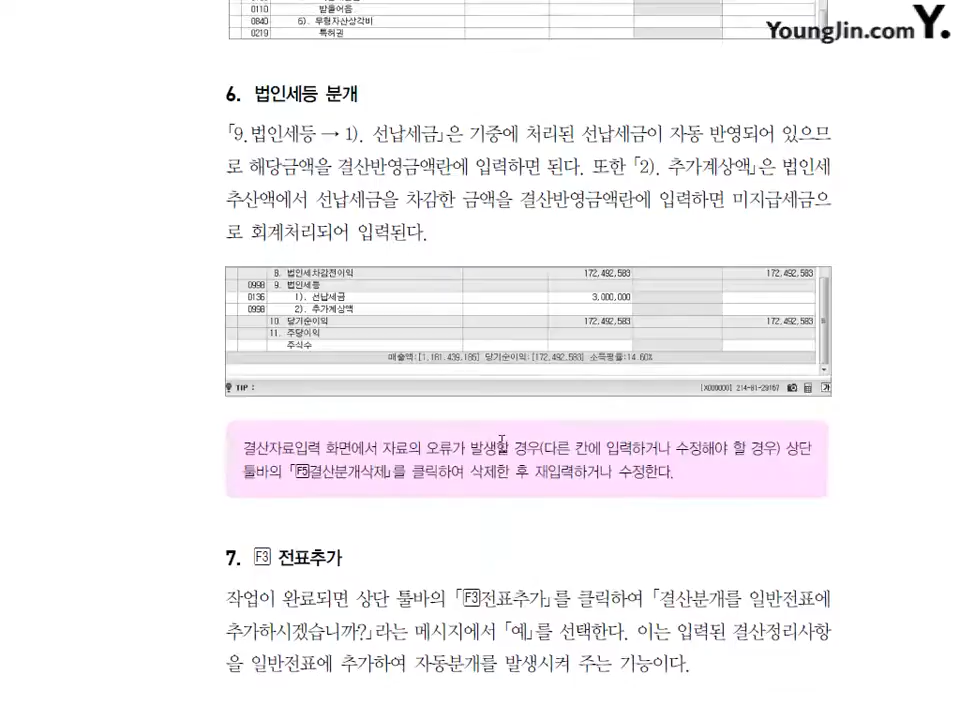 0110 받을어음
0840 6). 무형자산상각비
0219 특허권
YoungJin.com Y.
6. 법인세등 분개
「9.법인세등 → 1). 선납세금」은 기중에 처리된 선납세금이 자동 반영되어 있으므
로 해당금액을 결산반영금액란에 입력하면 된다. 또한 「2). 추가계상액」은 법인세
추산액에서 선납세금을 차감한 금액을 결산반영금액란에 입력하면 미지급세금으
로 회계처리되어 입력된다.
8. 법인세차감전이익 172,492,583 172,492,583
0998 9. 법인세등
0136 1). 선납세금 3,000,000
0998 2). 추가계상액
10. 당기순이익 172,492,583 172,492,583
11. 주당이익
주식수
매출액:[1,181,439,185] 당기순이익:[172,492,583] 소득평률:14.60%
TIP :
결산자료입력 화면에서 자료의 오류가 발생할 경우(다른 칸에 입력하거나 수정해야 할 경우) 상단
툴바의 「F5결산분개삭제」를 클릭하여 삭제한 후 재입력하거나 수정한다.
7. F3 전표추가
작업이 완료되면 상단 툴바의 「F3전표추가」를 클릭하여 「결산분개를 일반전표에
추가하시겠습니까?」라는 메시지에서 「예」를 선택한다. 이는 입력된 결산정리사항
을 일반전표에 추가하여 자동분개를 발생시켜 주는 기능이다.